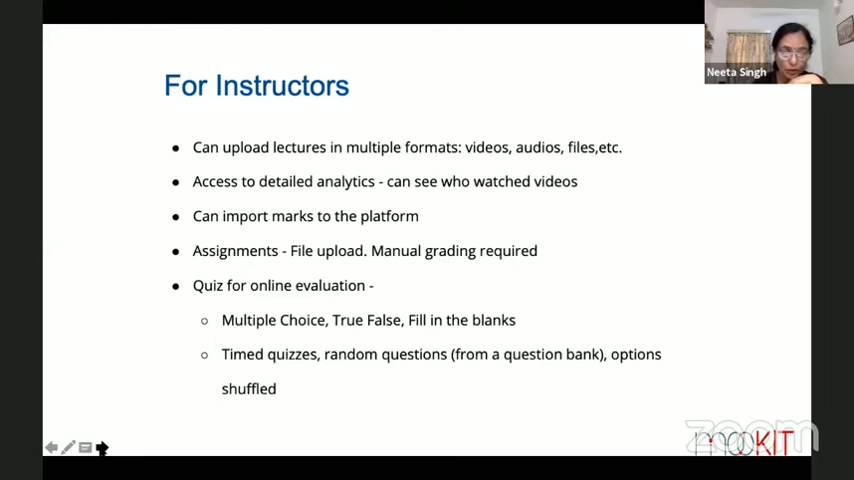 Neeta Singh
For Instructors
● Can upload lectures in multiple formats: videos, audios, files,etc.
● Access to detailed analytics - can see who watched videos
● Can import marks to the platform
● Assignments - File upload. Manual grading required
● Quiz for online evaluation -
○ Multiple Choice, True False, Fill in the blanks
○ Timed quizzes, random questions (from a question bank), options
shuffled
zoom
mooKIT